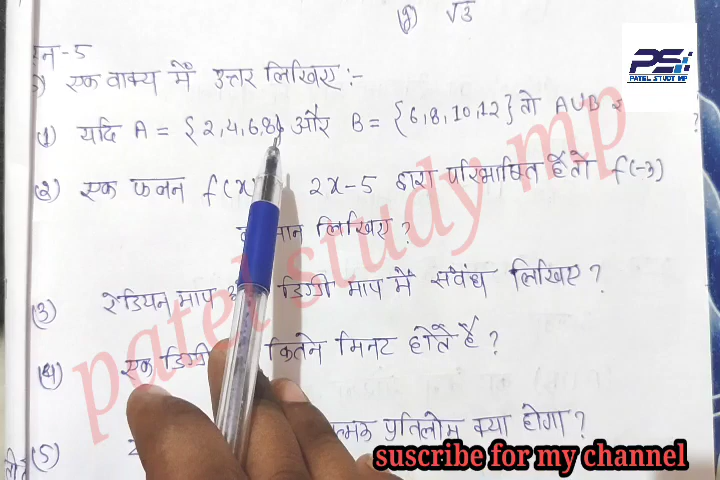 (ब) √3
PS
PATEL STUDY MP
प्रश्न-5
एक वाक्य में उत्तर लिखिए:-
(1) यदि A = {2,4,6,8} और B = {6,8,10,12} तो A∪B ?
(2) एक फलन f(x) 2x-5 द्वारा परिभाषित है तो f(-3)
मान लिखिए?
(3) रेडियन माप डिग्री माप में संबंध लिखिए?
(4) एक डिग्री कितने मिनट होते है?
(5) प्रतिलोम क्या होगा?
patel study mp
suscribe for my channel